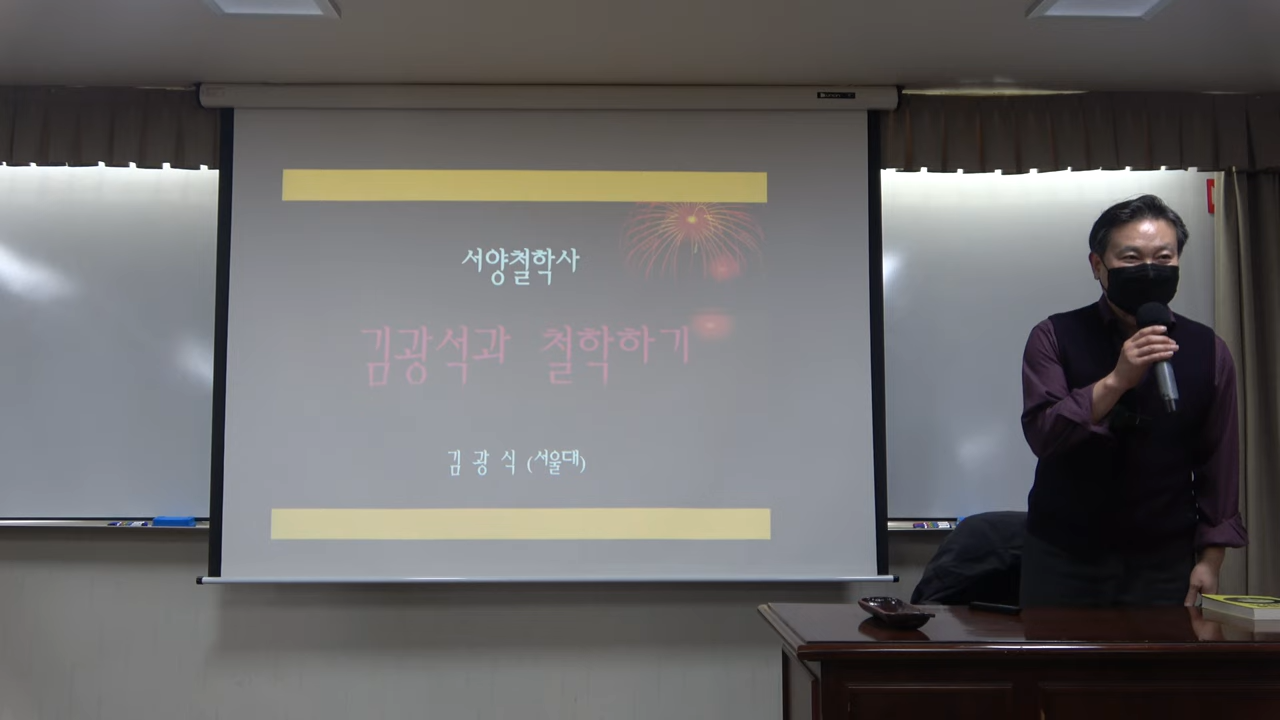 서양철학사
김광석과 철학하기
김 광 식 (서울대)